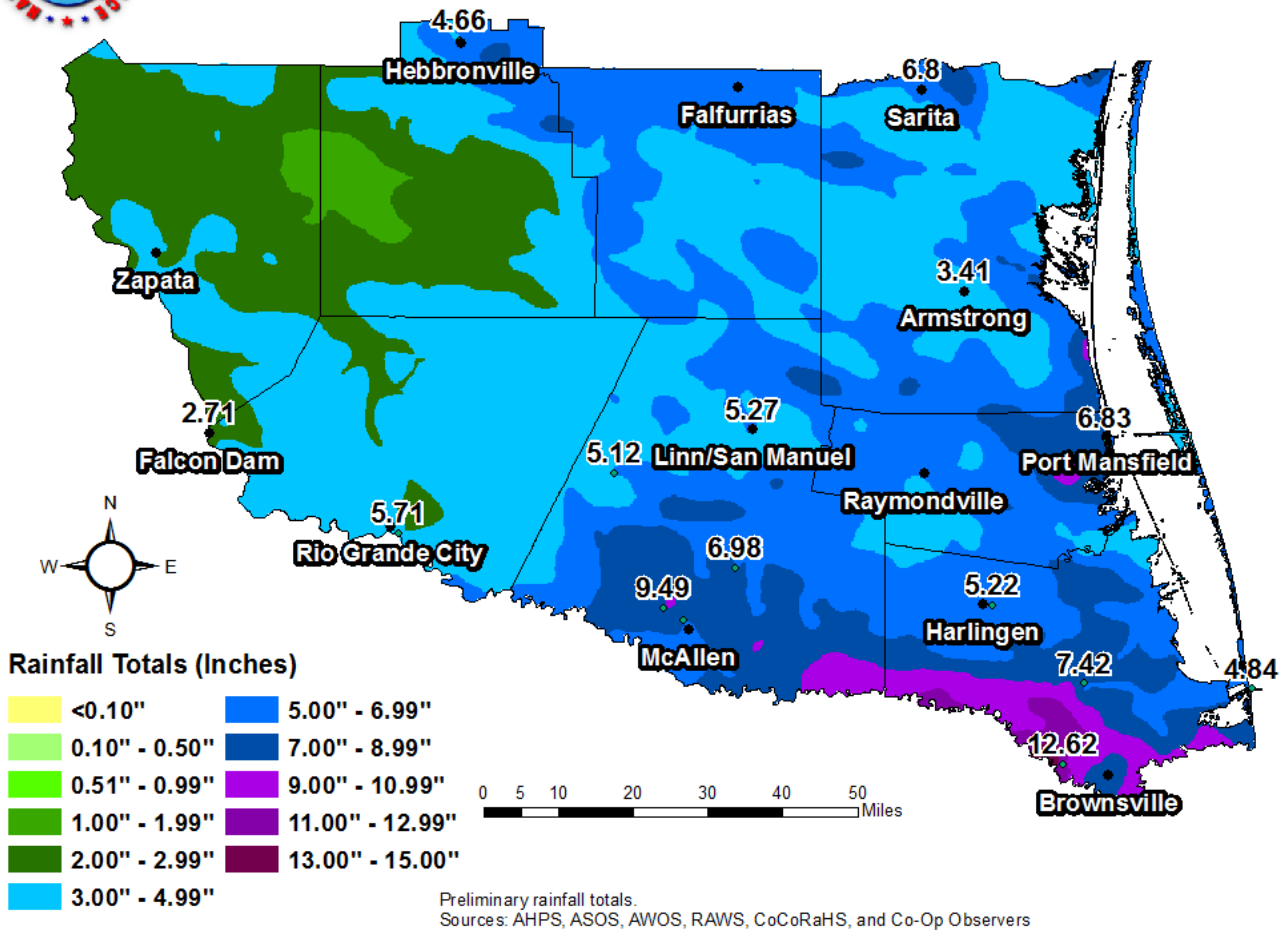 4.66
Hebbronville
Falfurrias
6.8
Sarita
Zapata
3.41
Armstrong
2.71
Falcon Dam
5.27
Linn/San Manuel
5.12
6.83
Port Mansfield
Raymondville
5.71
Rio Grande City
6.98
9.49
McAllen
5.22
Harlingen
7.42
4.84
12.62
Brownsville
N
W E
S
Rainfall Totals (Inches)
<0.10"
0.10" - 0.50"
0.51" - 0.99"
1.00" - 1.99"
2.00" - 2.99"
3.00" - 4.99"
5.00" - 6.99"
7.00" - 8.99"
9.00" - 10.99"
11.00" - 12.99"
13.00" - 15.00"
0 5 10 20 30 40 50
Miles
Preliminary rainfall totals.
Sources: AHPS, ASOS, AWOS, RAWS, CoCoRaHS, and Co-Op Observers